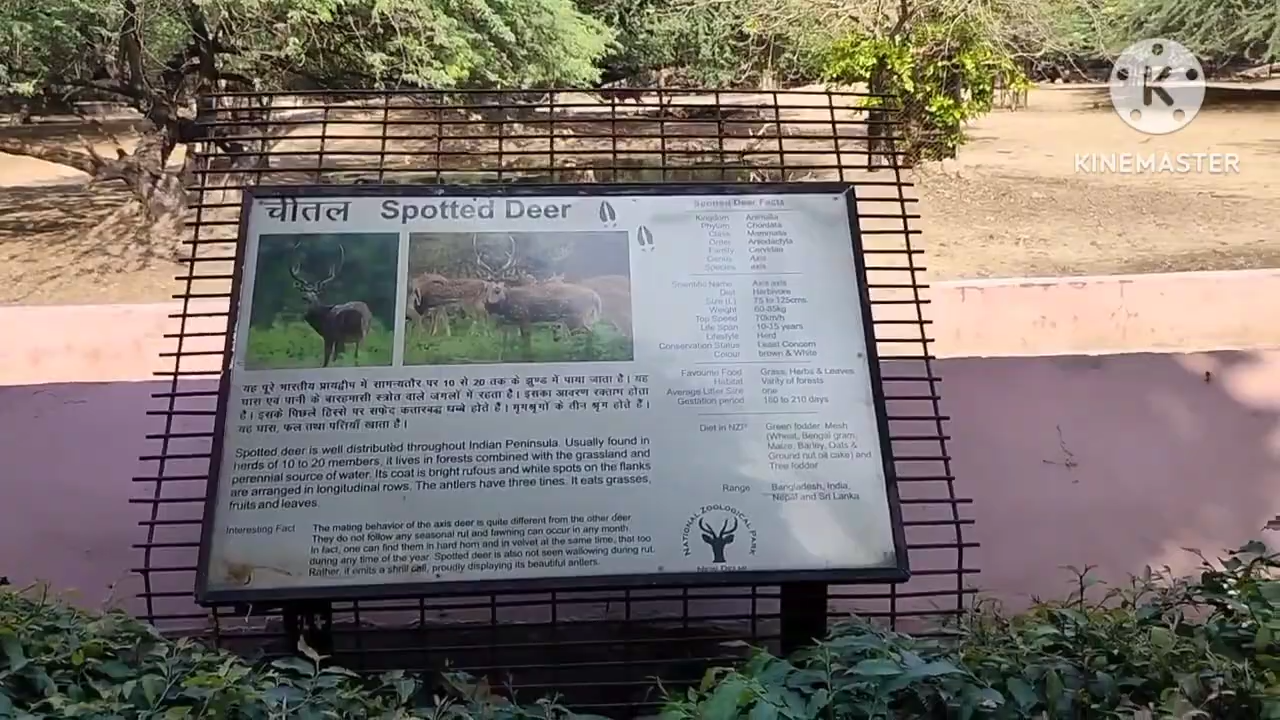 KINEMASTER
चीतल Spotted Deer
यह पूरे भारतीय प्रायद्वीप में सामन्यतौर पर 10 से 20 तक के झुण्ड में पाया जाता है। यह
घास एवं पानी के बारहमासी स्त्रोत वाले जंगलों में रहता है। इसका आवरण रक्ताभ होता
है। इसके पिछले हिस्से पर सफेद कतारबद्ध धब्बे होते हैं। मृगश्रृंगों के तीन श्रृंग होते हैं।
यह घास, फल तथा पत्तियाँ खाता है।
Spotted deer is well distributed throughout Indian Peninsula. Usually found in
herds of 10 to 20 members, it lives in forests combined with the grassland and
perennial source of water. Its coat is bright rufous and white spots on the flanks
are arranged in longitudinal rows. The antlers have three tines. It eats grasses,
fruits and leaves.
Interesting Fact The mating behavior of the axis deer is quite different from the other deer.
They do not follow any seasonal rut and fawning can occur in any month.
In fact, one can find them in hard horn and in velvet at the same time, that too
during any time of the year. Spotted deer is also not seen wallowing during rut.
Rather, it emits a shrill call, proudly displaying its beautiful antlers.
Spotted Deer Facts
Kingdom Animalia
Phylum Chordata
Class Mammalia
Order Artiodactyla
Family Cervidae
Genus Axis
Species axis
Scientific Name Axis axis
Diet Herbivore
Size (L) 75 to 125cms
Weight 60-85kg
Top Speed 70km/h
Life Span 10-15 years
Lifestyle Herd
Conservation Status Least Concern
Colour brown & White
Favourite Food Grass, Herbs & Leaves
Habitat Varity of forests
Average Litter Size one
Gestation period 180 to 210 days
Diet in NZP Green fodder, Mesh
(Wheat, Bengal gram,
Maize, Barley, Oats &
Ground nut oil cake) and
Tree fodder
Range Bangladesh, India,
Nepal and Sri Lanka
NATIONAL ZOOLOGICAL PARK
NEW DELHI